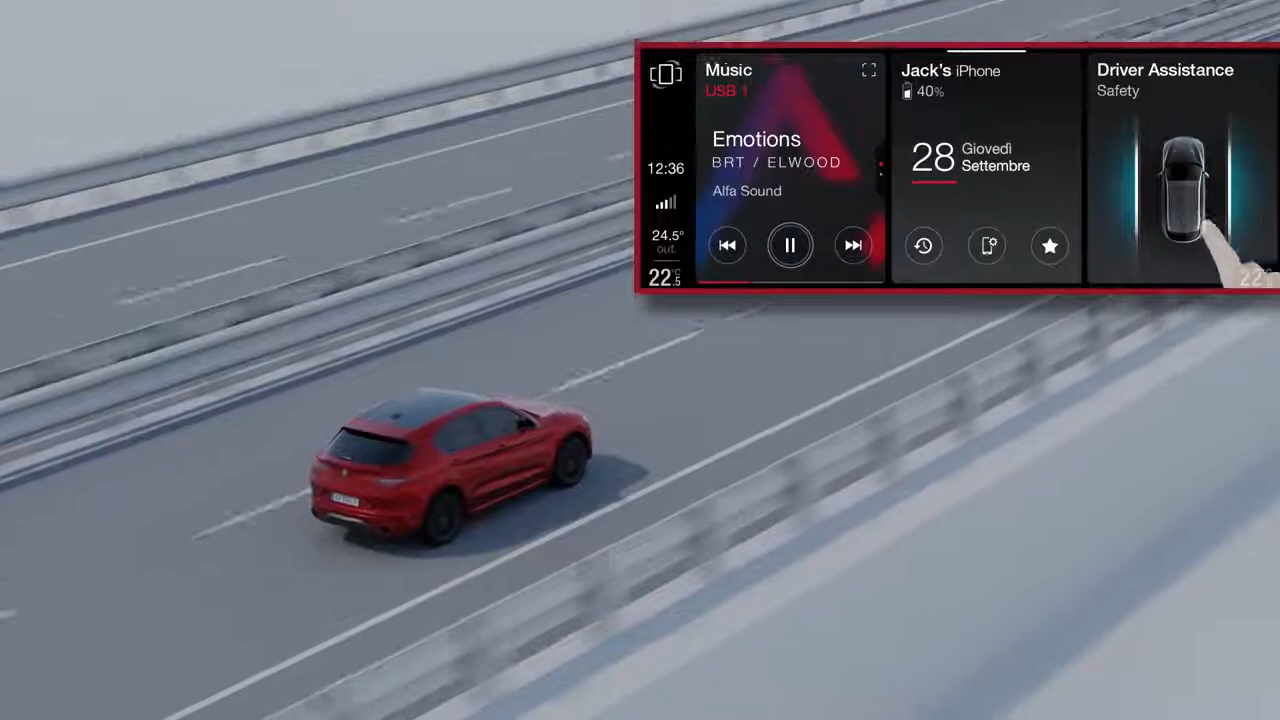 Music
USB 1
Emotions
BRT / ELWOOD
Alfa Sound
12:36
24.5°
out.
22.5°C
Jack's iPhone
40%
28 Giovedì
Settembre
Driver Assistance
Safety
22°C